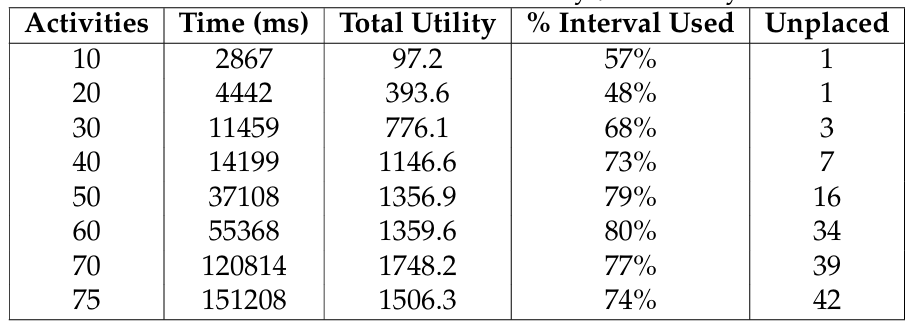 Activities Time (ms) Total Utility % Interval Used Unplaced
10 2867 97.2 57% 1
20 4442 393.6 48% 1
30 11459 776.1 68% 3
40 14199 1146.6 73% 7
50 37108 1356.9 79% 16
60 55368 1359.6 80% 34
70 120814 1748.2 77% 39
75 151208 1506.3 74% 42